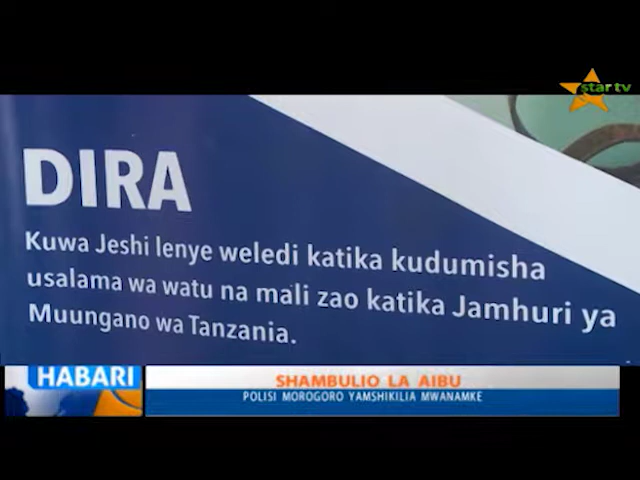 star tv
DIRA
Kuwa Jeshi lenye weledi katika kudumisha
usalama wa watu na mali zao katika Jamhuri ya
Muungano wa Tanzania.
HABARI
SHAMBULIO LA AIBU
POLISI MOROGORO YAMSHIKILIA MWANAMKE